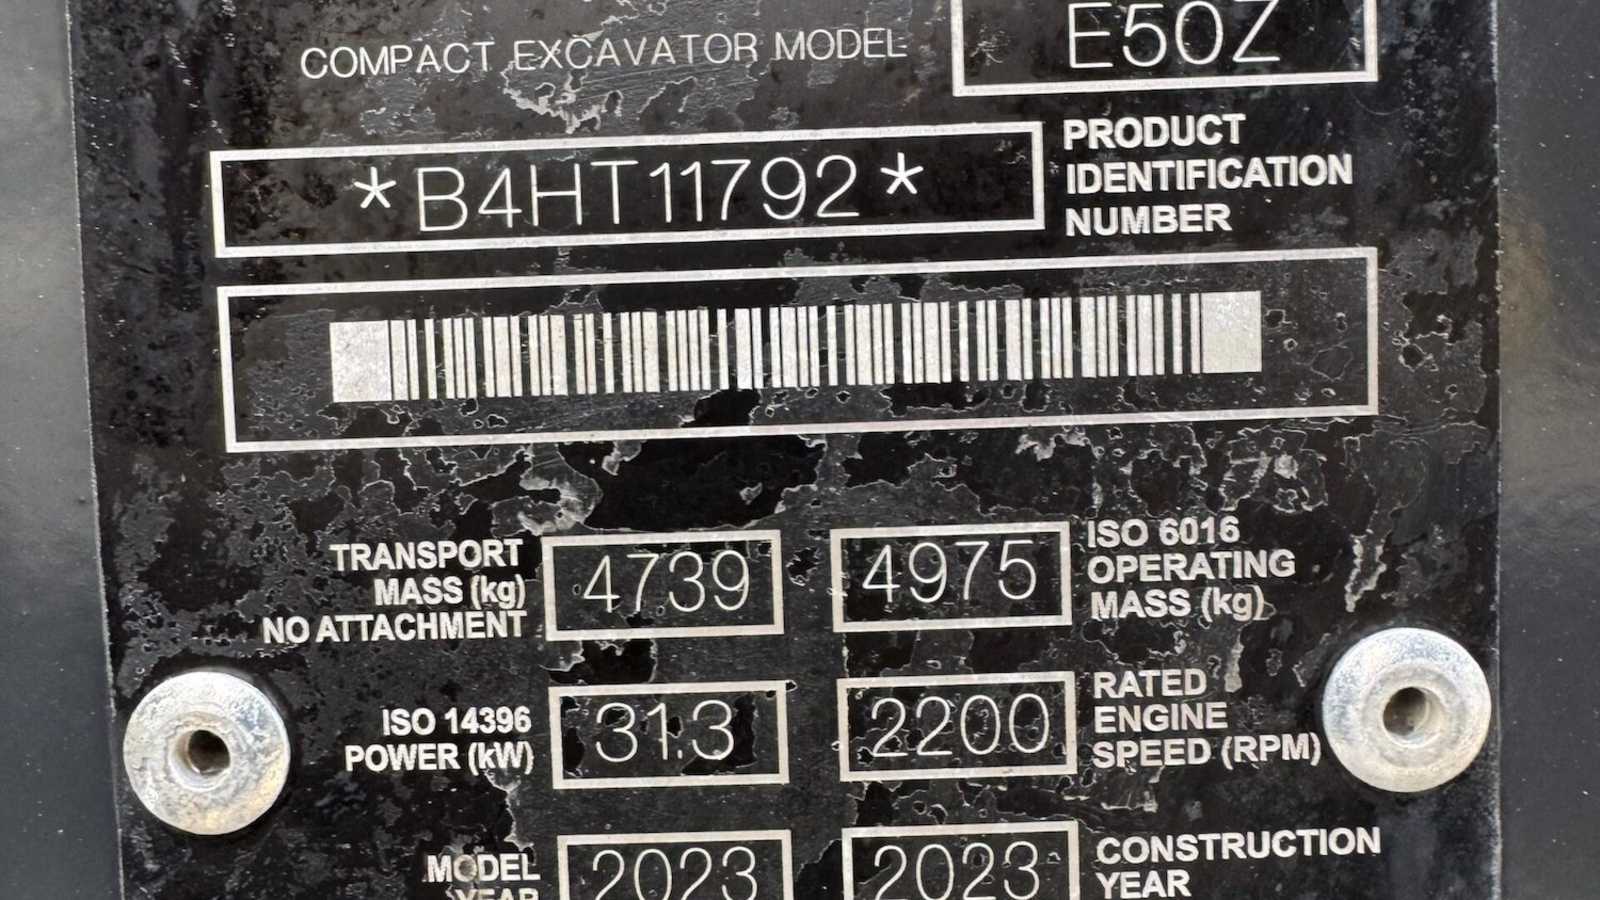 COMPACT EXCAVATOR MODEL E50Z
*B4HT11792*
PRODUCT
IDENTIFICATION
NUMBER
TRANSPORT
MASS (kg)
NO ATTACHMENT
4739
4975
ISO 6016
OPERATING
MASS (kg)
ISO 14396
POWER (kW)
31.3
2200
RATED
ENGINE
SPEED (RPM)
MODEL
YEAR
2023
2023
CONSTRUCTION
YEAR